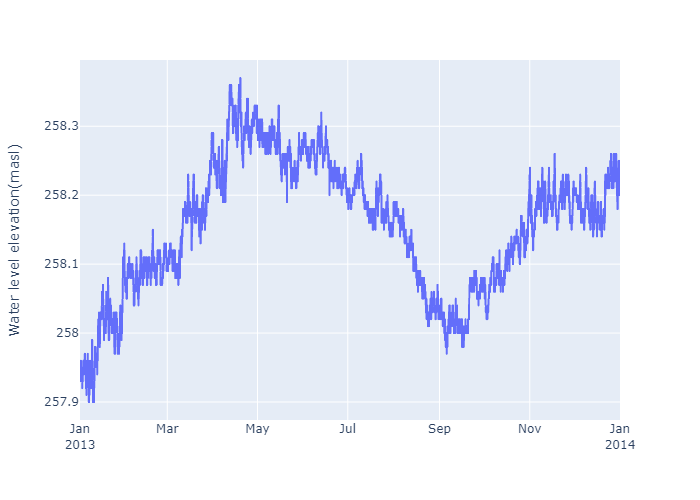 Water level elevation(masl)
258.3
258.2
258.1
258
257.9
Jan
2013
Mar
May
Jul
Sep
Nov
Jan
2014